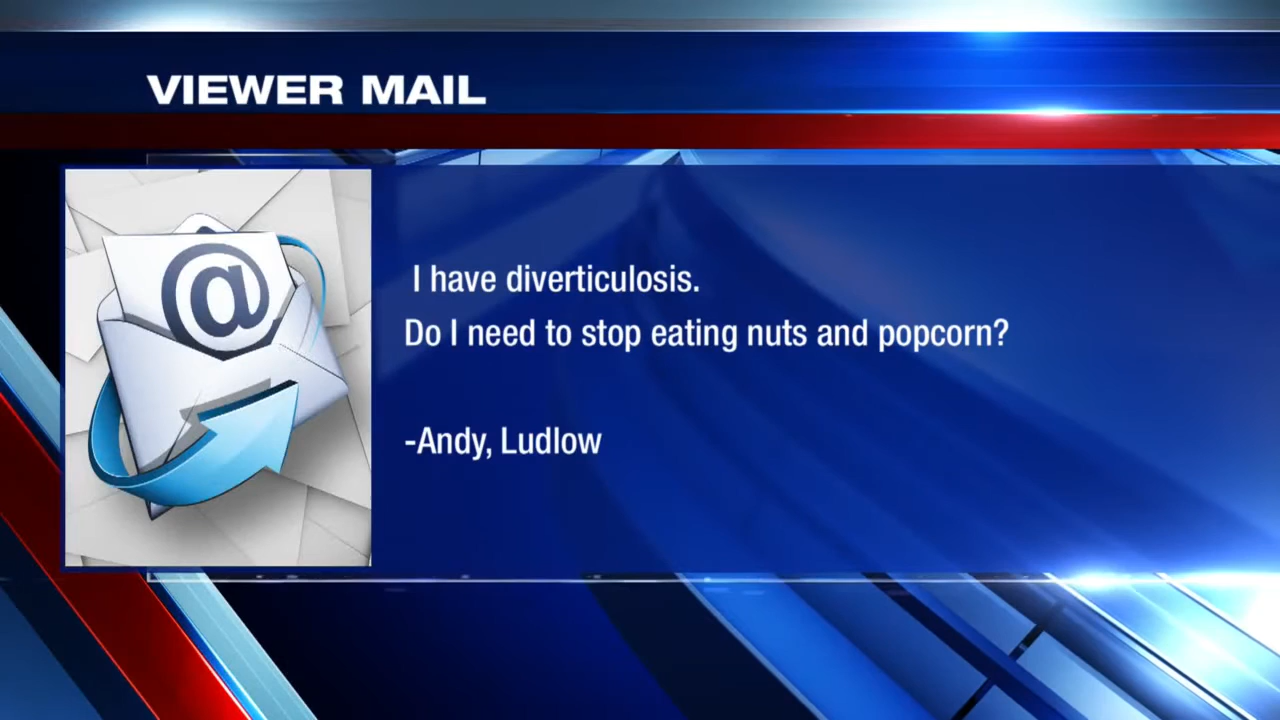 VIEWER MAIL
@
I have diverticulosis.
Do I need to stop eating nuts and popcorn?
-Andy, Ludlow